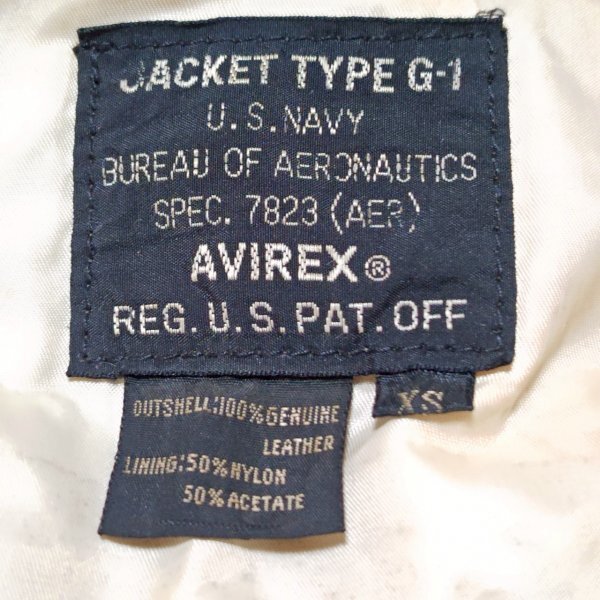 JACKET TYPE G-1
U.S. NAVY
BUREAU OF AERONAUTICS
SPEC. 7823 (AER)
AVIREX®
REG. U.S. PAT. OFF
XS
OUTSHELL:100%GENUINE
LEATHER
LINING:50%NYLON
50%ACETATE